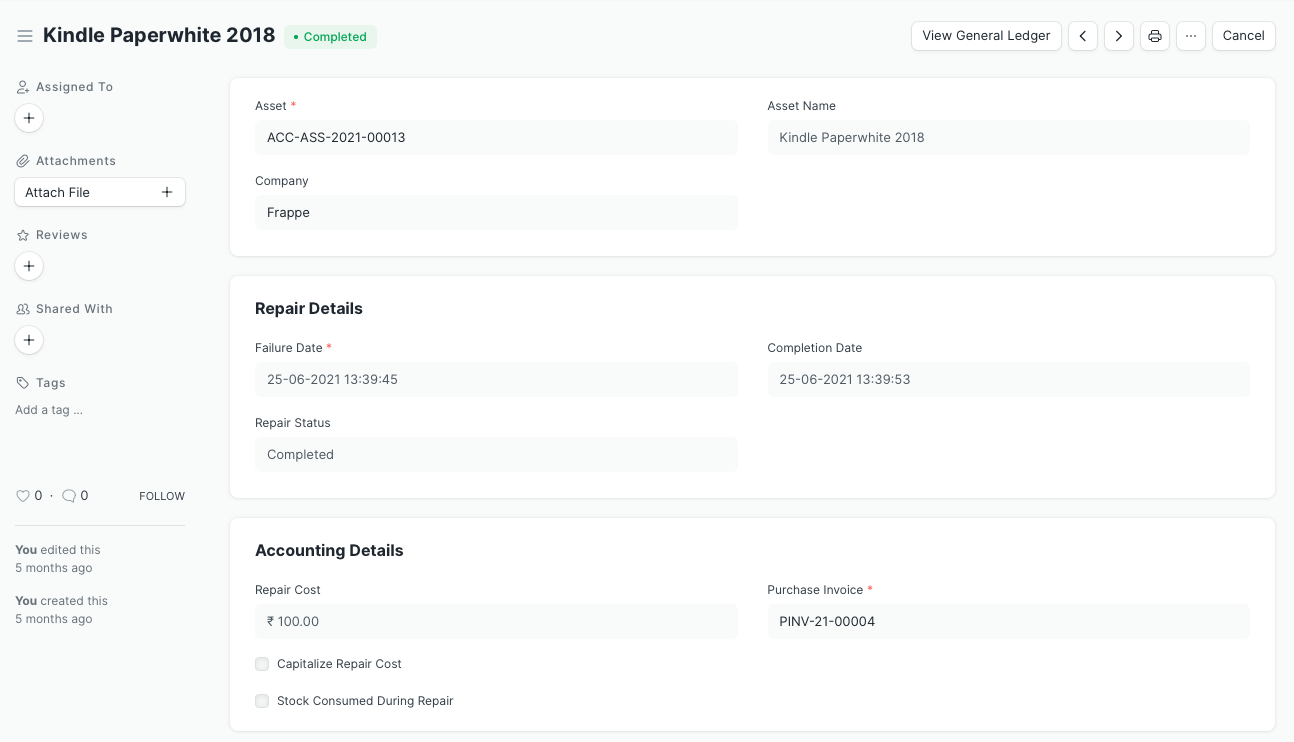 Kindle Paperwhite 2018 • Completed View General Ledger ... Cancel
Assigned To
Attachments
Attach File
Reviews
Shared With
Tags
Add a tag ...
0 · 0 FOLLOW
You edited this
5 months ago
You created this
5 months ago
Asset *
ACC-ASS-2021-00013
Asset Name
Kindle Paperwhite 2018
Company
Frappe
Repair Details
Failure Date *
25-06-2021 13:39:45
Completion Date
25-06-2021 13:39:53
Repair Status
Completed
Accounting Details
Repair Cost
₹ 100.00
Purchase Invoice *
PINV-21-00004
Capitalize Repair Cost
Stock Consumed During Repair